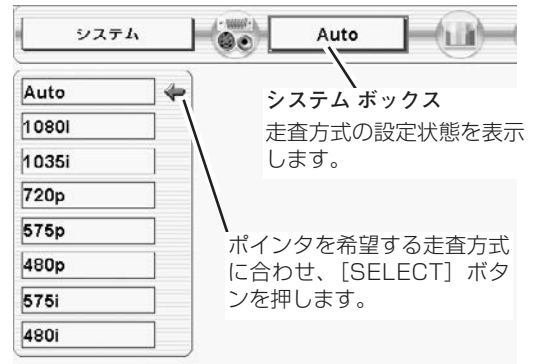 システム
Auto
Auto
1080I
1035i
720p
575p
480p
575i
480i
システム ボックス
走査方式の設定状態を表示
します。
ポインタを希望する走査方式
に合わせ、［SELECT］ボタ
ンを押します。